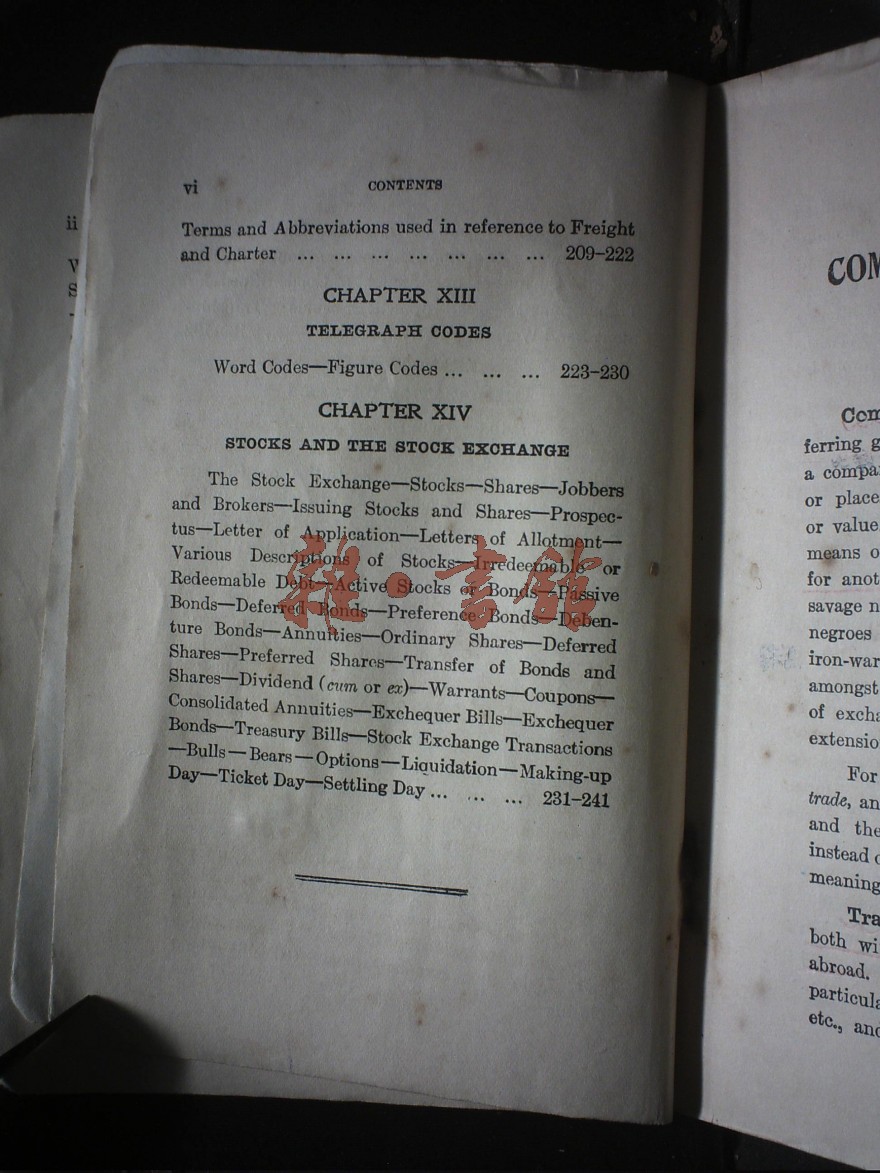 vi CONTENTS
Terms and Abbreviations used in reference to Freight
and Charter ... ... ... ... ... ... ... 209–222
CHAPTER XIII
TELEGRAPH CODES
Word Codes—Figure Codes ... ... ... 223–230
CHAPTER XIV
STOCKS AND THE STOCK EXCHANGE
The Stock Exchange—Stocks—Shares—Jobbers
and Brokers—Issuing Stocks and Shares—Prospec-
tus—Letter of Application—Letters of Allotment—
Various Descriptions of Stocks—Irredeemable or
Redeemable Debt—Active Stocks or Bonds—Passive
Bonds—Deferred Bonds—Preference Bonds—Deben-
ture Bonds—Annuities—Ordinary Shares—Deferred
Shares—Preferred Shares—Transfer of Bonds and
Shares—Dividend (cum or ex)—Warrants—Coupons—
Consolidated Annuities—Exchequer Bills—Exchequer
Bonds—Treasury Bills—Stock Exchange Transactions
—Bulls—Bears—Options—Liquidation—Making-up
Day—Ticket Day—Settling Day ... ... ... 231–241
雜·書館
ii
COM
Com
ferring g
a compa
or place
or value
means o
for anot
savage n
negroes
iron-war
amongst
of excha
extensio
For
trade, an
and the
instead o
meaning
Tra
both wi
abroad.
particula
etc., and